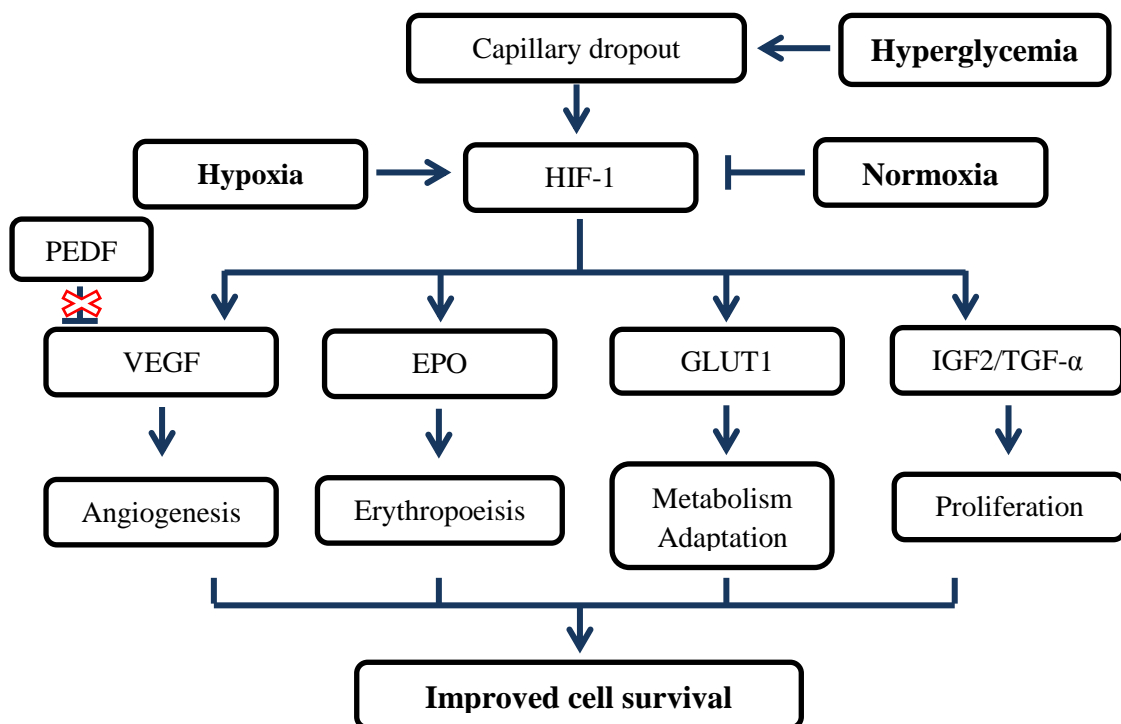 Capillary dropout
Hyperglycemia
Hypoxia
HIF-1
Normoxia
PEDF
VEGF
EPO
GLUT1
IGF2/TGF-α
Angiogenesis
Erythropoeisis
Metabolism
Adaptation
Proliferation
Improved cell survival